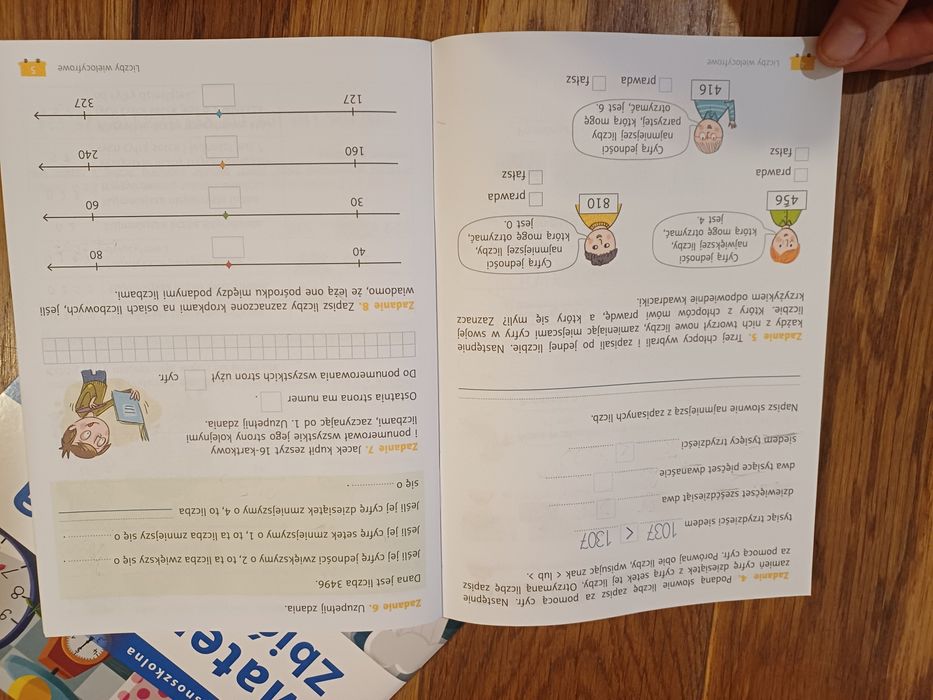 Zadanie 4. Podaną słownie liczbę zapisz za pomocą cyfr. Następnie
zamień cyfrę dziesiątek z cyfrą setek tej liczby. Otrzymaną liczbę zapisz
za pomocą cyfr. Porównaj obie liczby, wpisując znak < lub >.
tysiąc trzydzieści siedem 1037 < 1307
dziewięćset sześćdziesiąt dwa
dwa tysiące pięćset dwanaście
siedem tysięcy trzydzieści
Napisz słownie najmniejszą z zapisanych liczb.
Zadanie 5. Trzej chłopcy wybrali i zapisali po jednej liczbie. Następnie
każdy z nich tworzył nowe liczby, zamieniając miejscami cyfry w swojej
liczbie. Który z chłopców mówi prawdę, a który się myli? Zaznacz
krzyżykiem odpowiednie kwadraciki.
Cyfrą jedności
największej liczby,
którą mogę otrzymać,
jest 4.
456
prawda
fałsz
Cyfrą jedności
najmniejszej liczby,
którą mogę otrzymać,
jest 0.
810
prawda
fałsz
Cyfrą jedności
najmniejszej liczby
parzystej, którą mogę
otrzymać, jest 6.
416
prawda
fałsz
Liczby wielocyfrowe
Zadanie 6. Uzupełnij zdania.
Dana jest liczba 3496.
Jeśli jej cyfrę jedności zwiększymy o 2, to ta liczba zwiększy się o
Jeśli jej cyfrę setek zmniejszymy o 1, to ta liczba zmniejszy się o
Jeśli jej cyfrę dziesiątek zmniejszymy o 4, to liczba
się o
Zadanie 7. Jacek kupił zeszyt 16-kartkowy
i ponumerował wszystkie jego strony kolejnymi
liczbami, zaczynając od 1. Uzupełnij zdania.
Ostatnia strona ma numer .
Do ponumerowania wszystkich stron użył cyfr.
Zadanie 8. Zapisz liczby zaznaczone kropkami na osiach liczbowych, jeśli
wiadomo, że leżą one pośrodku między podanymi liczbami.
40 80
30 60
160 240
127 327
Liczby wielocyfrowe 5